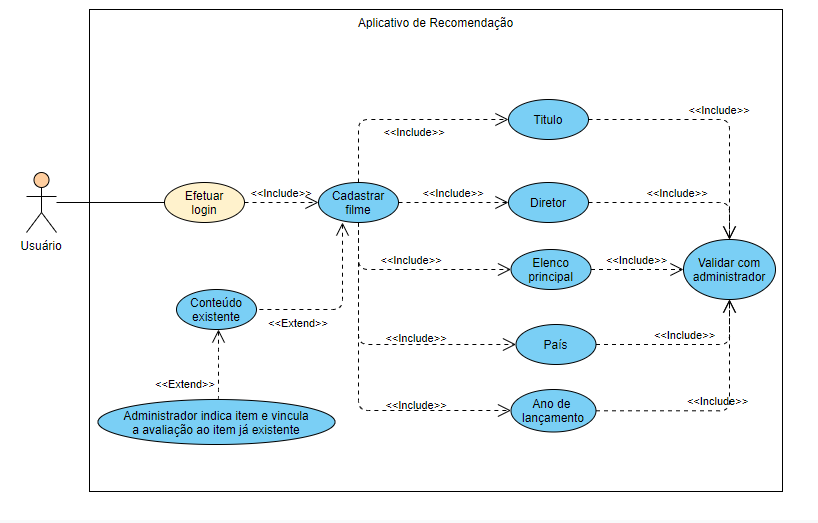 Aplicativo de Recomendação
<<Include>>
Titulo
<<Include>>
Efetuar
login
<<Include>>
Cadastrar
filme
<<Include>>
Diretor
<<Include>>
Usuário
<<Include>>
Elenco
principal
<<Include>>
Validar com
administrador
Conteúdo
existente
<<Extend>>
<<Include>>
País
<<Include>>
<<Extend>>
<<Include>>
Ano de
lançamento
<<Include>>
Administrador indica item e vincula
a avaliação ao item já existente